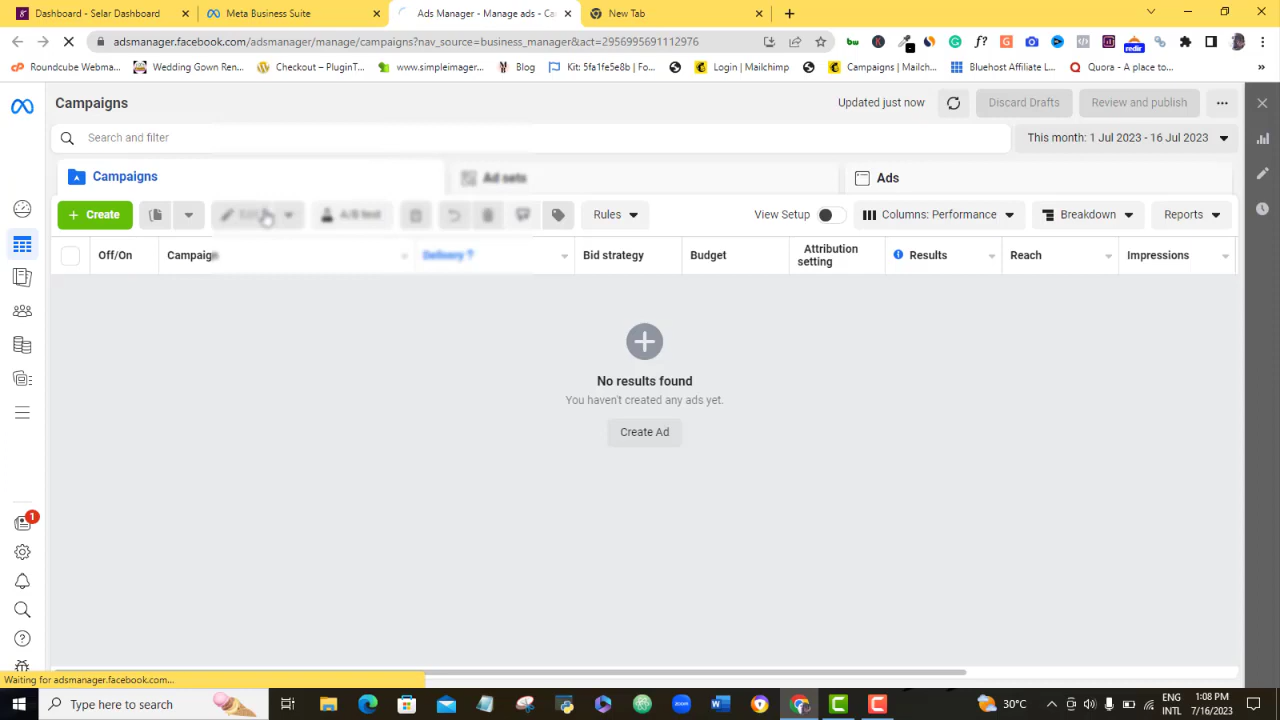 Dashboard - Selar Dashboard
Meta Business Suite
Ads Manager - Manage ads - Ca
New Tab
adsmanager.facebook.com/adsmanager/manage/campaigns?nav_source=business_manager&act=2956995691112976
Roundcube Webma...
Wedding Gown Ren...
Checkout – PluginT...
www.simpleimager...
Blog
Kit: 5fa1fe5e8b | Fo...
Login | Mailchimp
Campaigns | Mailch...
Bluehost Affiliate L...
Quora - A place to...
Campaigns
Updated just now
Discard Drafts
Review and publish
Search and filter
This month: 1 Jul 2023 - 16 Jul 2023
Campaigns
Ad sets
Ads
Create
Edit
A/B test
Rules
View Setup
Columns: Performance
Breakdown
Reports
Off/On
Campaign
Delivery ↑
Bid strategy
Budget
Attribution
setting
Results
Reach
Impressions
No results found
You haven't created any ads yet.
Create Ad
1
Waiting for adsmanager.facebook.com...
Type here to search
30°C
ENG
INTL
1:08 PM
7/16/2023